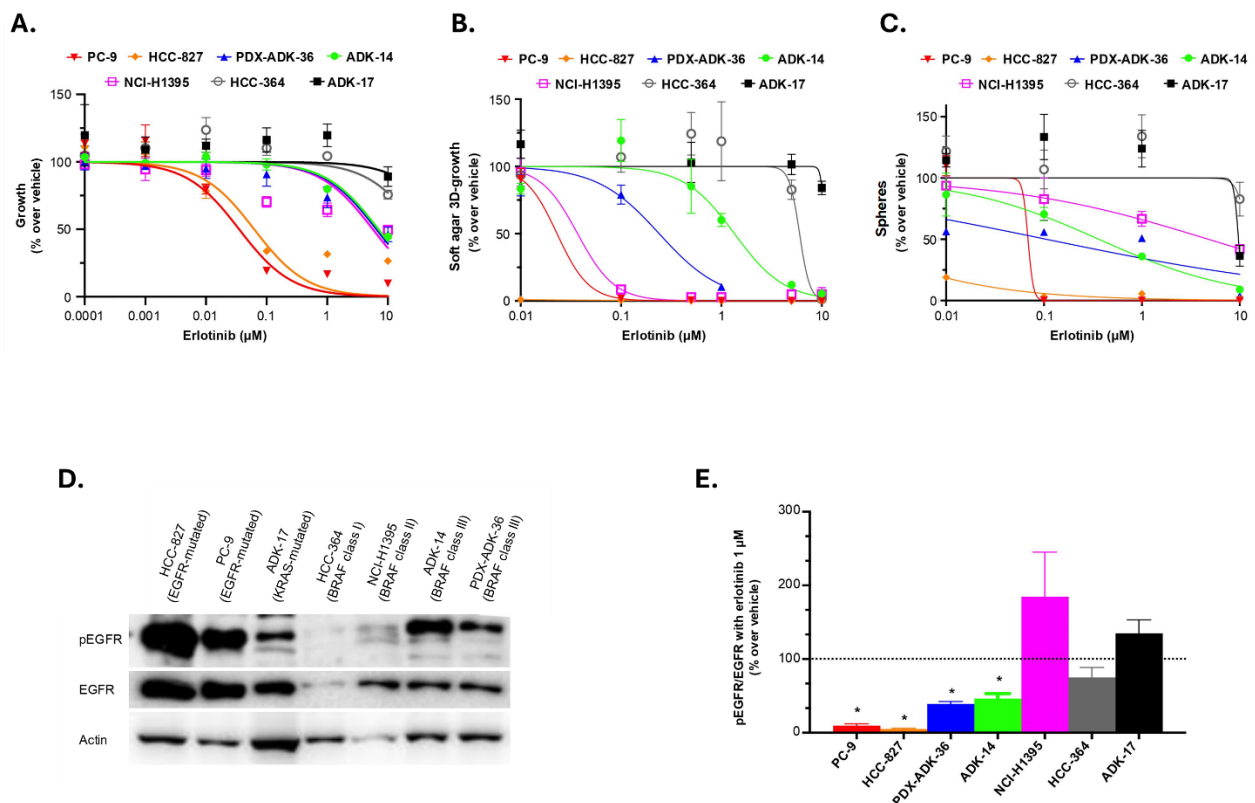 A.
PC-9 HCC-827 PDX-ADK-36 ADK-14
NCI-H1395 HCC-364 ADK-17
Growth
(% over vehicle)
150
100
50
0
0.0001 0.001 0.01 0.1 1 10
Erlotinib (µM)
B.
PC-9 HCC-827 PDX-ADK-36 ADK-14
NCI-H1395 HCC-364 ADK-17
Soft agar 3D-growth
(% over vehicle)
150
100
50
0
0.01 0.1 1 10
Erlotinib (µM)
C.
PC-9 HCC-827 PDX-ADK-36 ADK-14
NCI-H1395 HCC-364 ADK-17
Spheres
(% over vehicle)
150
100
50
0
0.01 0.1 1 10
Erlotinib (µM)
D.
HCC-827
(EGFR-mutated)
PC-9
(EGFR-mutated)
ADK-17
(KRAS-mutated)
HCC-364
(BRAF class I)
NCI-H1395
(BRAF class II)
ADK-14
(BRAF class III)
PDX-ADK-36
(BRAF class III)
pEGFR
EGFR
Actin
E.
pEGFR/EGFR with erlotinib 1 µM
(% over vehicle)
300
200
100
0
* * * *
PC-9
HCC-827
PDX-ADK-36
ADK-14
NCI-H1395
HCC-364
ADK-17